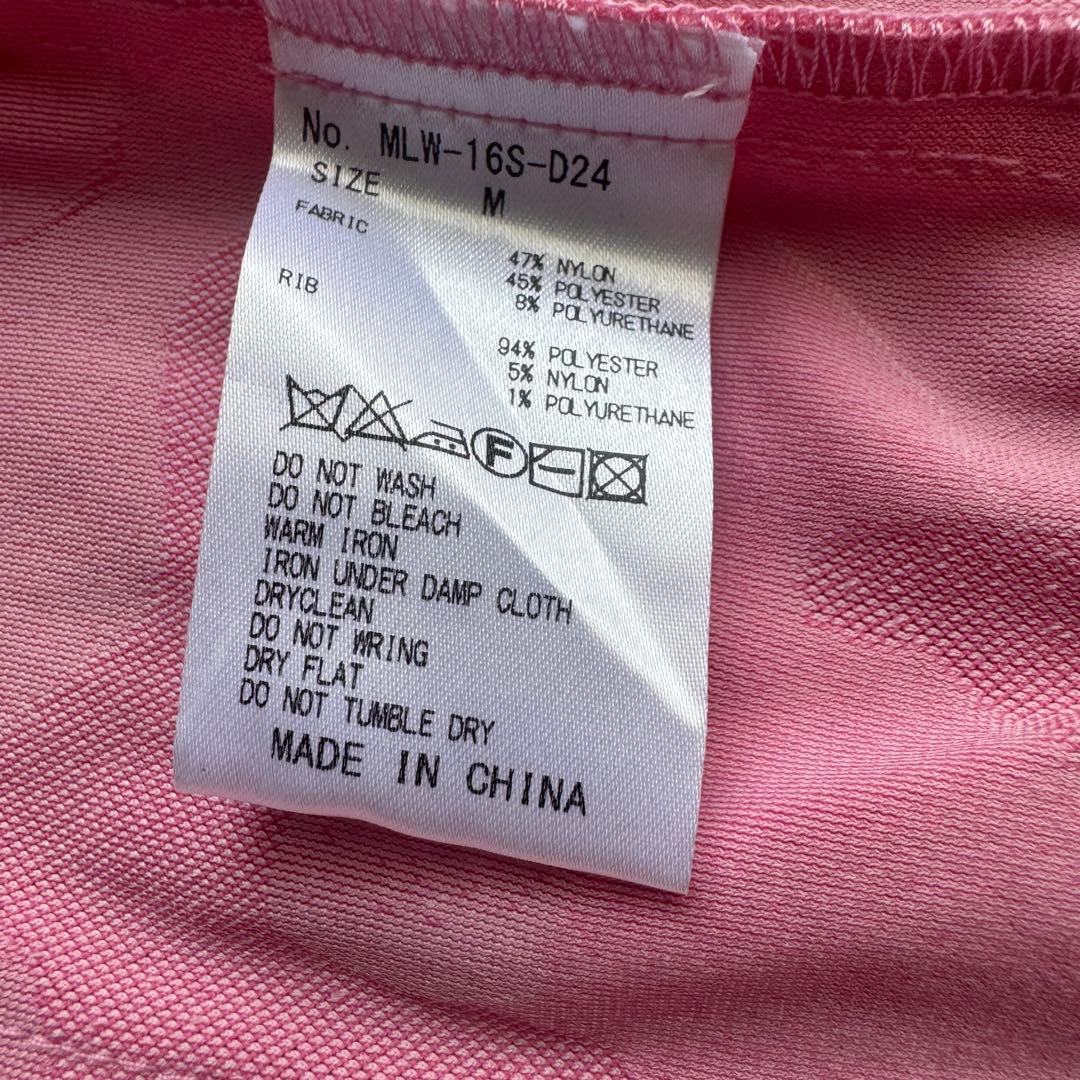 No. MLW-16S-D24
SIZE M
FABRIC
47% NYLON
45% POLYESTER
8% POLYURETHANE
RIB
94% POLYESTER
5% NYLON
1% POLYURETHANE
F
DO NOT WASH
DO NOT BLEACH
WARM IRON
IRON UNDER DAMP CLOTH
DRYCLEAN
DO NOT WRING
DRY FLAT
DO NOT TUMBLE DRY
MADE IN CHINA